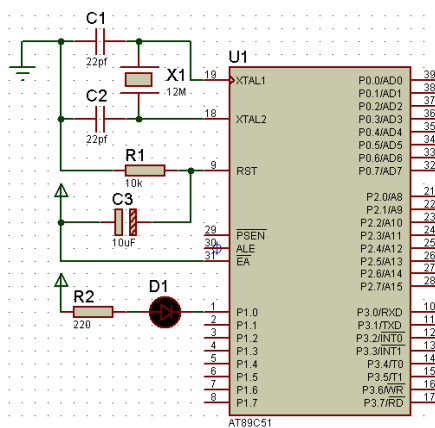 C1
22pf
X1
12M
C2
22pf
R1
10k
C3
10uF
R2
220
D1
U1
19 XTAL1
18 XTAL2
9 RST
29 PSEN
30 ALE
31 EA
1 P1.0
2 P1.1
3 P1.2
4 P1.3
5 P1.4
6 P1.5
7 P1.6
8 P1.7
P0.0/AD0 39
P0.1/AD1 38
P0.2/AD2 37
P0.3/AD3 36
P0.4/AD4 35
P0.5/AD5 34
P0.6/AD6 33
P0.7/AD7 32
P2.0/A8 21
P2.1/A9 22
P2.2/A10 23
P2.3/A11 24
P2.4/A12 25
P2.5/A13 26
P2.6/A14 27
P2.7/A15 28
P3.0/RXD 10
P3.1/TXD 11
P3.2/INT0 12
P3.3/INT1 13
P3.4/T0 14
P3.5/T1 15
P3.6/WR 16
P3.7/RD 17
AT89C51